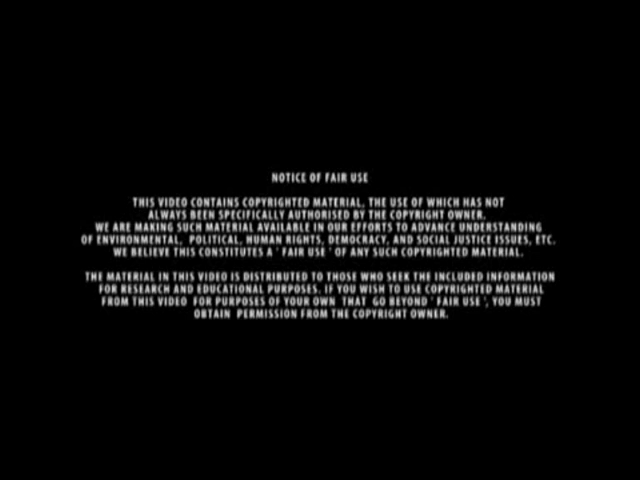 NOTICE OF FAIR USE
THIS VIDEO CONTAINS COPYRIGHTED MATERIAL, THE USE OF WHICH HAS NOT
ALWAYS BEEN SPECIFICALLY AUTHORISED BY THE COPYRIGHT OWNER.
WE ARE MAKING SUCH MATERIAL AVAILABLE IN OUR EFFORTS TO ADVANCE UNDERSTANDING
OF ENVIRONMENTAL, POLITICAL, HUMAN RIGHTS, DEMOCRACY, AND SOCIAL JUSTICE ISSUES, ETC.
WE BELIEVE THIS CONSTITUTES A ' FAIR USE ' OF ANY SUCH COPYRIGHTED MATERIAL.
THE MATERIAL IN THIS VIDEO IS DISTRIBUTED TO THOSE WHO SEEK THE INCLUDED INFORMATION
FOR RESEARCH AND EDUCATIONAL PURPOSES. IF YOU WISH TO USE COPYRIGHTED MATERIAL
FROM THIS VIDEO FOR PURPOSES OF YOUR OWN THAT GO BEYOND ' FAIR USE ', YOU MUST
OBTAIN PERMISSION FROM THE COPYRIGHT OWNER.